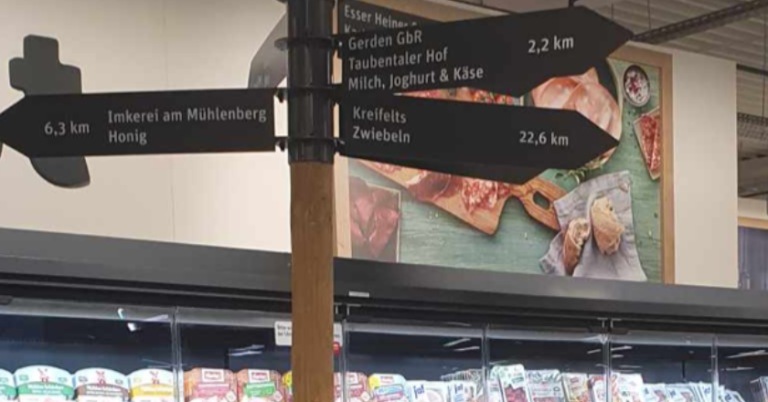 Esser Heiner
Gerden GbR
Taubentaler Hof
Milch, Joghurt & Käse
2,2 km
6,3 km
Imkerei am Mühlenberg
Honig
Kreifelts
Zwiebeln
22,6 km